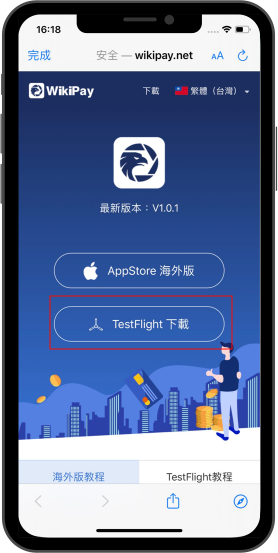 16:18
完成
安全 — wikipay.net
AA
WikiPay
下載
繁體（台灣）
最新版本：V1.0.1
AppStore 海外版
TestFlight 下載
海外版教程
TestFlight教程